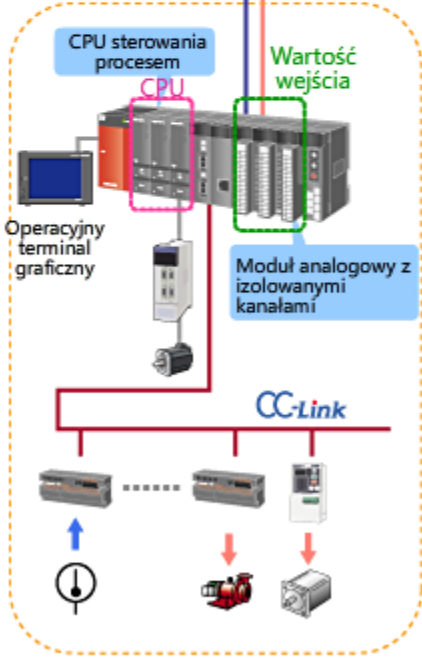 CPU sterowania
procesem
CPU
Wartość
wejścia
Operacyjny
terminal
graficzny
Moduł analogowy z
izolowanymi
kanałami
CC-Link